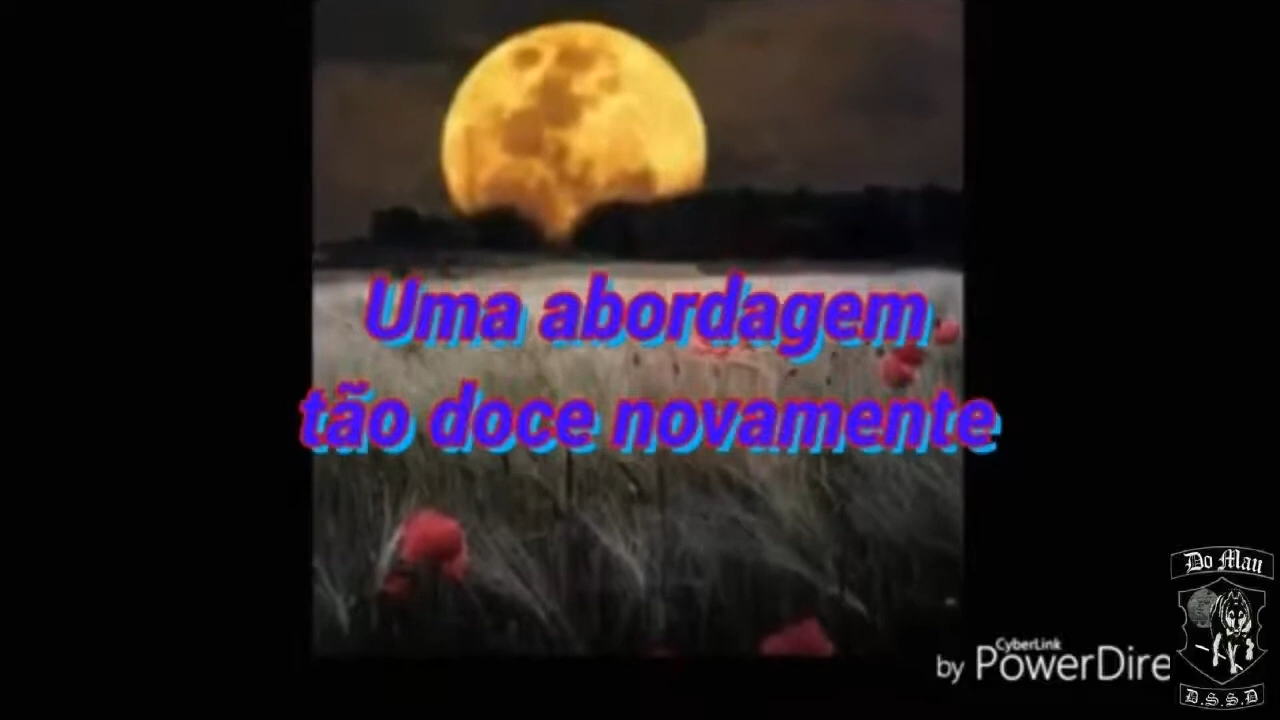 Uma abordagem
tão doce novamente
CyberLink
by PowerDire
Do Mau
D.S.S.D